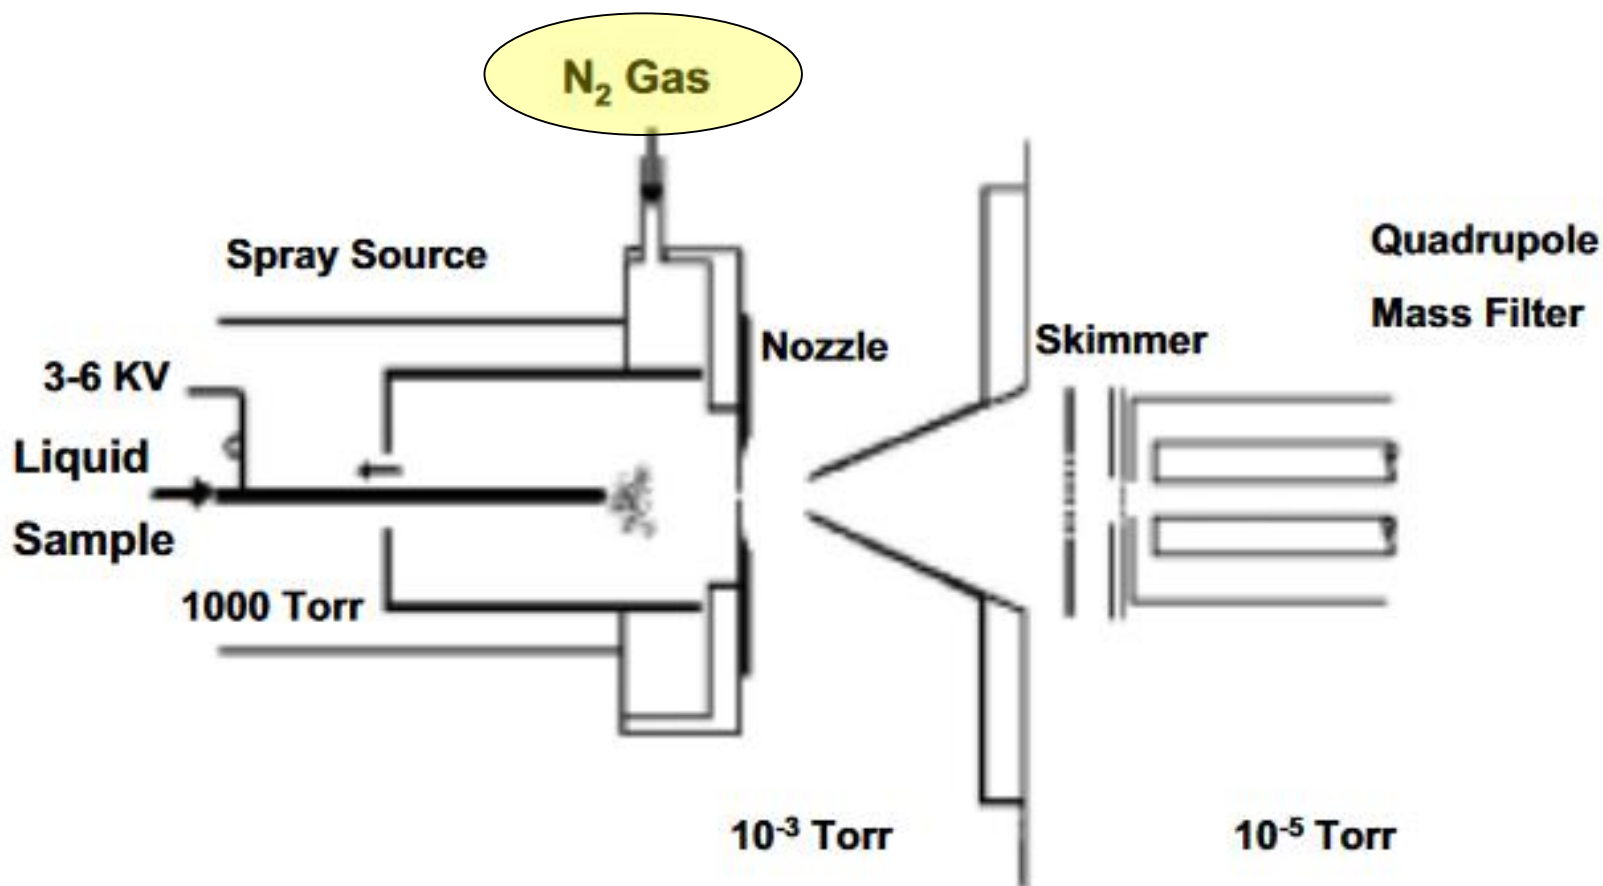 N₂ Gas
Spray Source
Quadrupole
Mass Filter
Nozzle
Skimmer
3-6 KV
Liquid
Sample
1000 Torr
10⁻³ Torr
10⁻⁵ Torr